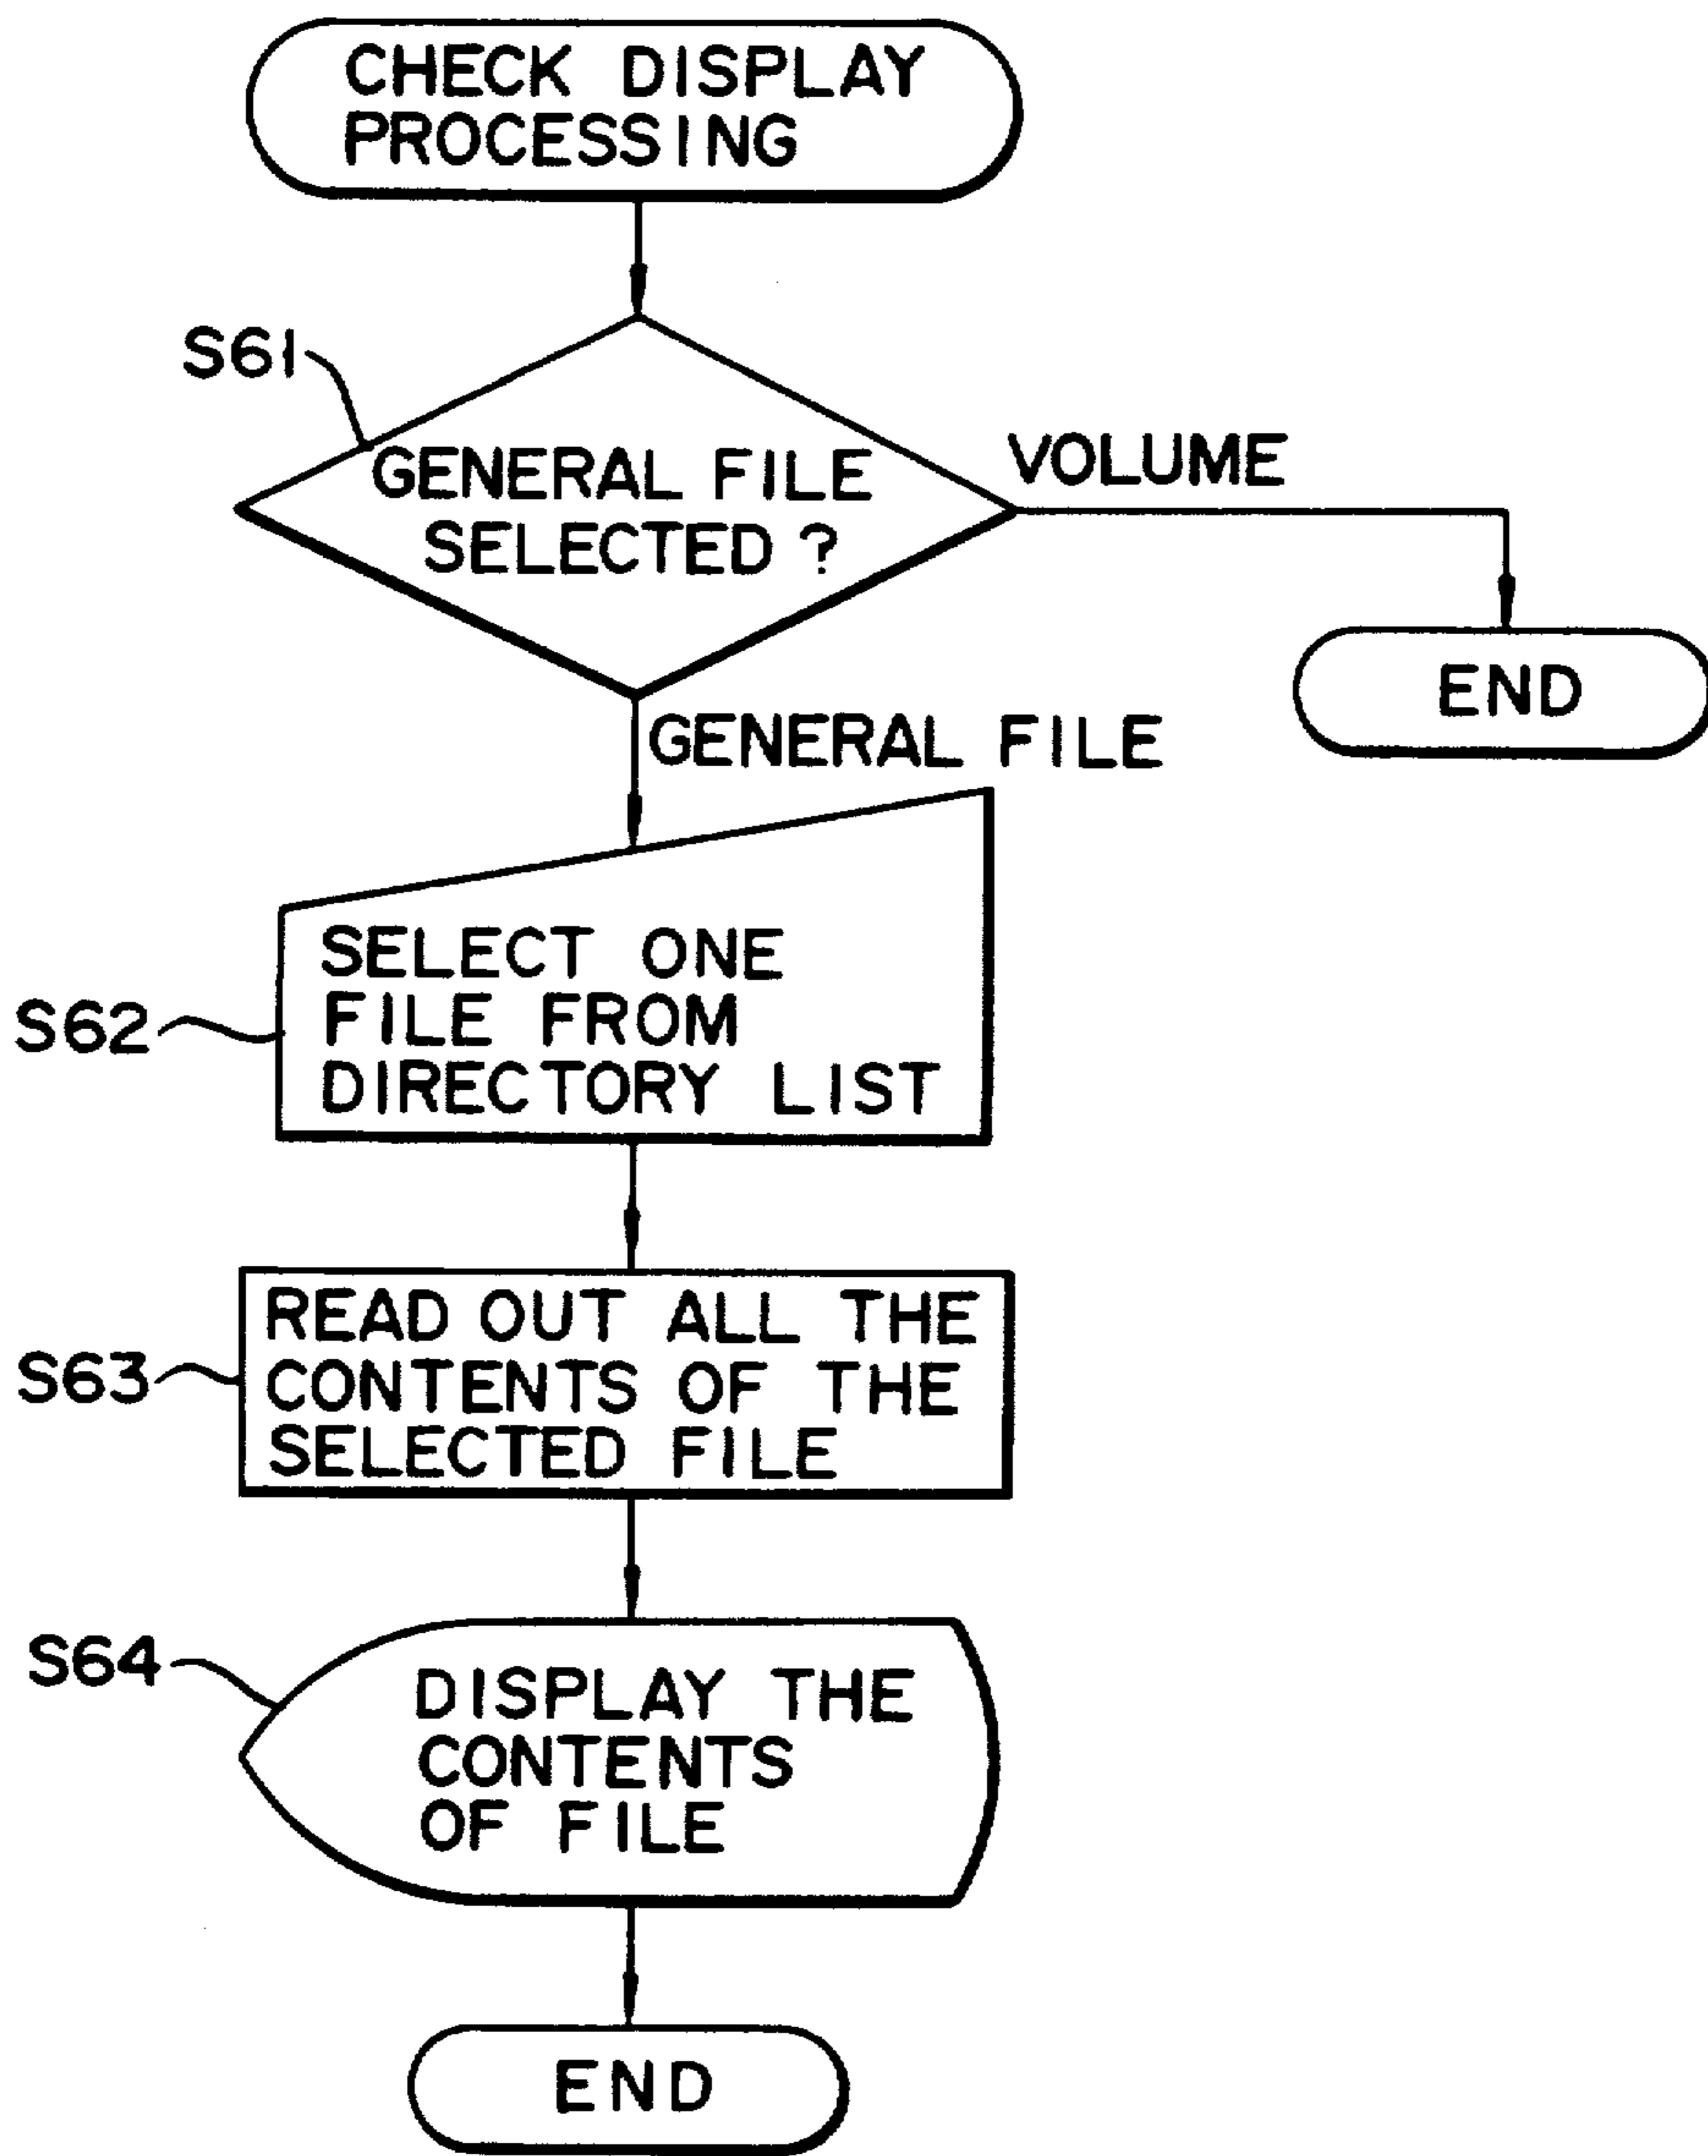 CHECK DISPLAY
PROCESSING
S61
GENERAL FILE
SELECTED ?
VOLUME
END
GENERAL FILE
S62
SELECT ONE
FILE FROM
DIRECTORY LIST
S63
READ OUT ALL THE
CONTENTS OF THE
SELECTED FILE
S64
DISPLAY THE
CONTENTS
OF FILE
END